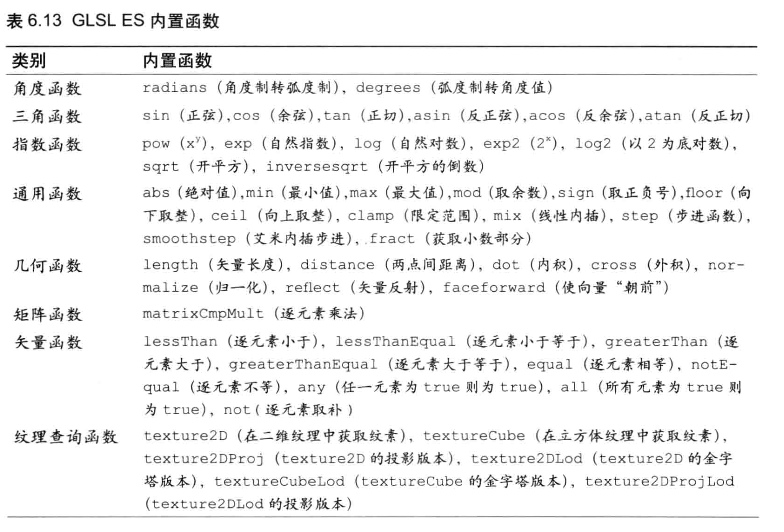 表 6.13 GLSL ES 内置函数
类别 内置函数
角度函数 radians (角度制转弧度制), degrees (弧度制转角度值)
三角函数 sin (正弦),cos (余弦),tan (正切),asin (反正弦),acos (反余弦),atan (反正切)
指数函数 pow (xʸ), exp (自然指数), log (自然对数), exp2 (2ˣ), log2 (以 2 为底对数),
sqrt (开平方), inversesqrt (开平方的倒数)
通用函数 abs (绝对值),min (最小值),max (最大值),mod (取余数),sign (取正负号),floor (向
下取整), ceil (向上取整), clamp (限定范围), mix (线性内插), step (步进函数),
smoothstep (艾米内插步进), fract (获取小数部分)
几何函数 length (矢量长度), distance (两点间距离), dot (内积), cross (外积), nor-
malize (归一化), reflect (矢量反射), faceforward (使向量“朝前”)
矩阵函数 matrixCmpMult (逐元素乘法)
矢量函数 lessThan (逐元素小于), lessThanEqual (逐元素小于等于), greaterThan (逐
元素大于), greaterThanEqual (逐元素大于等于), equal (逐元素相等), notE-
qual (逐元素不等), any (任一元素为 true 则为 true), all (所有元素为 true 则
为 true), not (逐元素取补)
纹理查询函数 texture2D (在二维纹理中获取纹素), textureCube (在立方体纹理中获取纹素),
texture2DProj (texture2D 的投影版本), texture2DLod (texture2D 的金字
塔版本), textureCubeLod (textureCube 的金字塔版本), texture2DProjLod
(texture2DLod 的投影版本)